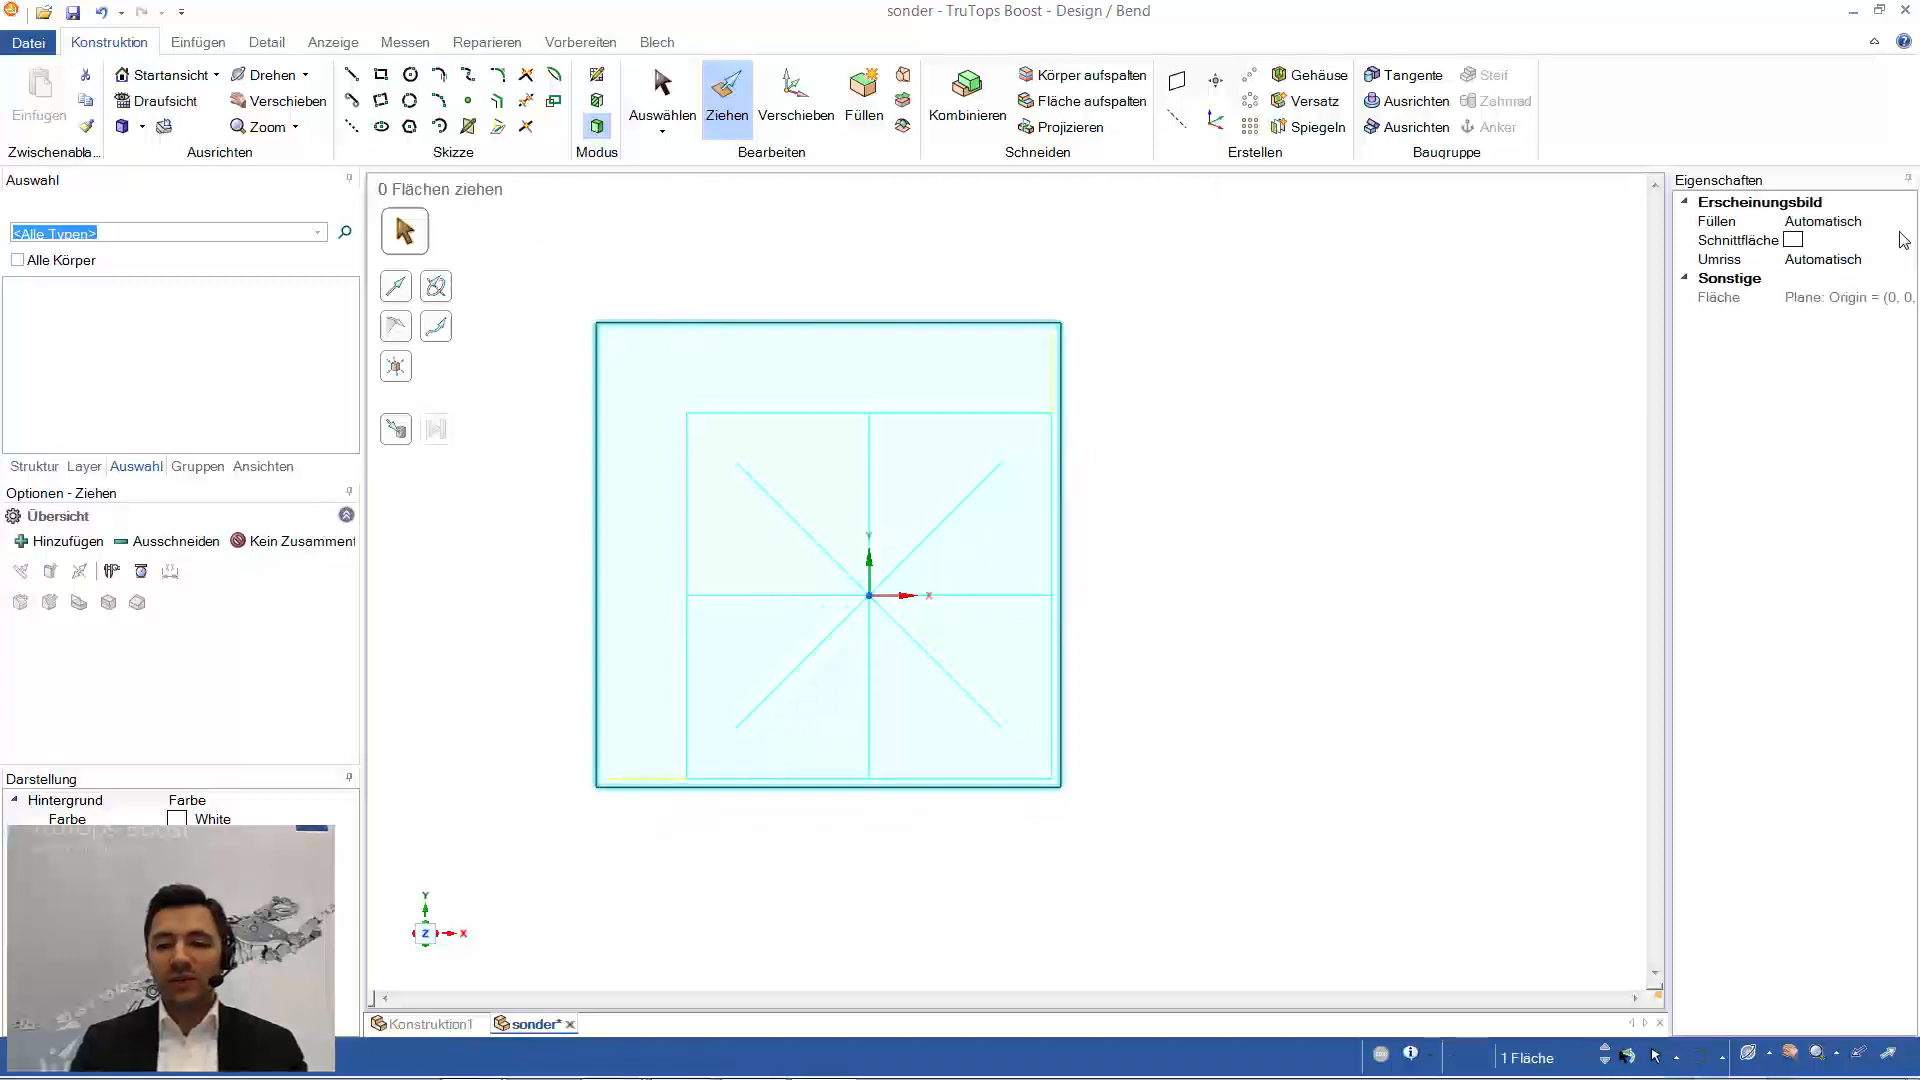 sonder - TruTops Boost - Design / Bend
Datei Konstruktion Einfügen Detail Anzeige Messen Reparieren Vorbereiten Blech
Startansicht Drehen Körper aufspalten Gehäuse Tangente Steif
Draufsicht Verschieben Fläche aufspalten Versatz Ausrichten Zahnrad
Einfügen Zoom Auswählen Ziehen Verschieben Füllen Kombinieren Projizieren Spiegeln Ausrichten Anker
Zwischenabla... Ausrichten Skizze Modus Bearbeiten Schneiden Erstellen Baugruppe
Auswahl
<Alle Typen>
Alle Körper
Struktur Layer Auswahl Gruppen Ansichten
Optionen - Ziehen
Übersicht
Hinzufügen Ausschneiden Kein Zusamment
Darstellung
Hintergrund Farbe
Farbe White
TruTops Boost
0 Flächen ziehen
Y
X
Y
Z X
Konstruktion1 sonder*
Eigenschaften
Erscheinungsbild
Füllen Automatisch
Schnittfläche
Umriss Automatisch
Sonstige
Fläche Plane: Origin = (0, 0,
1 Fläche